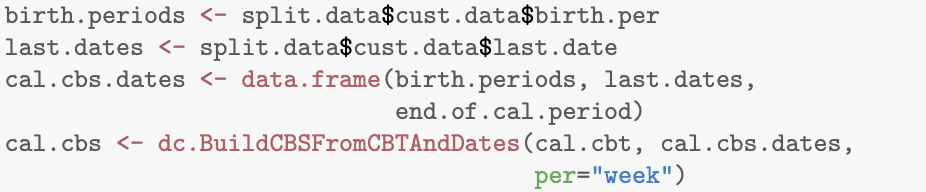 birth.periods <- split.data$cust.data$birth.per
last.dates <- split.data$cust.data$last.date
cal.cbs.dates <- data.frame(birth.periods, last.dates,
end.of.cal.period)
cal.cbs <- dc.BuildCBSFromCBTAndDates(cal.cbt, cal.cbs.dates,
per="week")